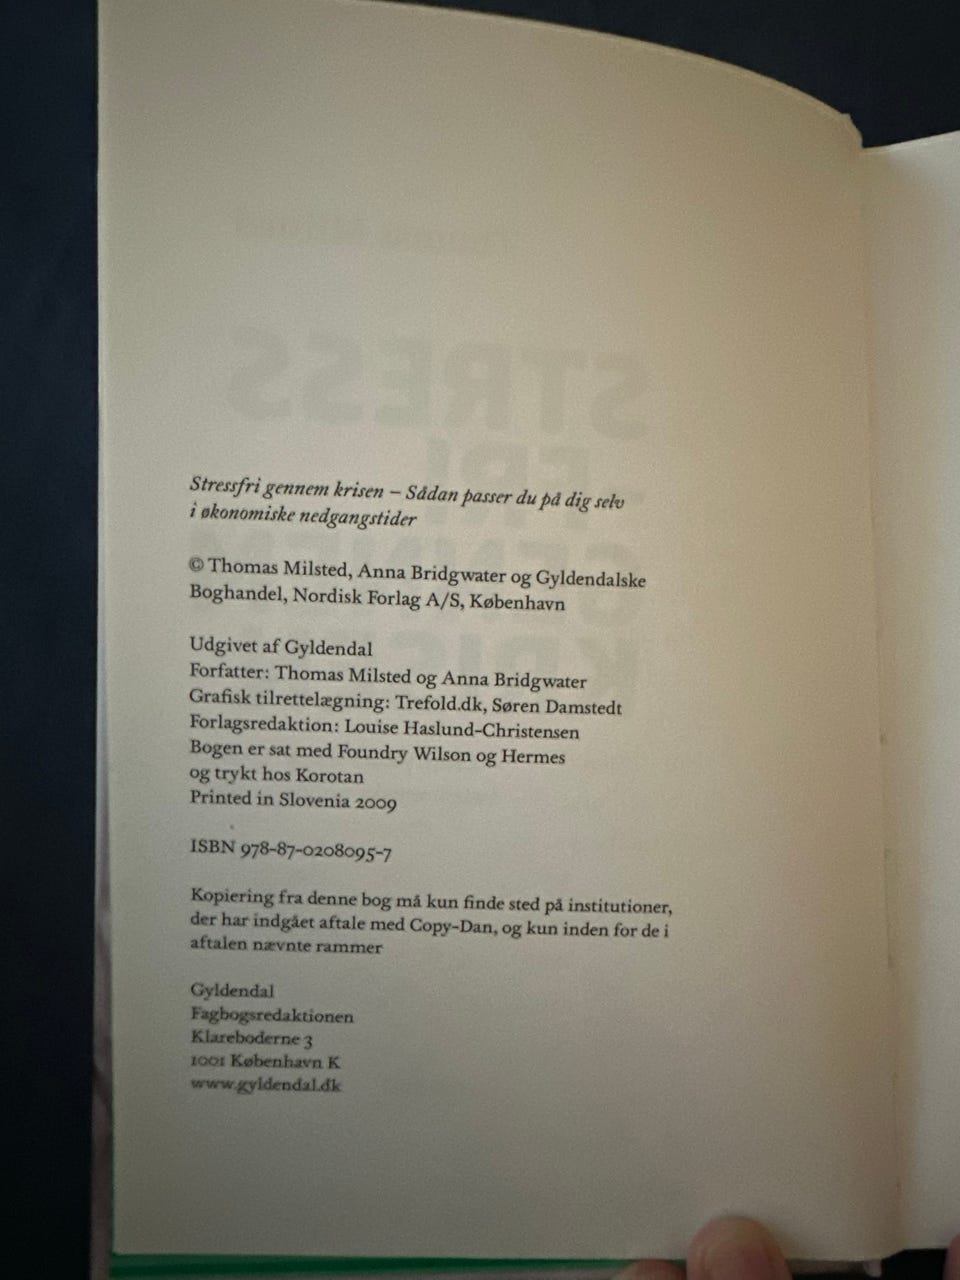 Stressfri gennem krisen – Sådan passer du på dig selv
i økonomiske nedgangstider
© Thomas Milsted, Anna Bridgwater og Gyldendalske
Boghandel, Nordisk Forlag A/S, København
Udgivet af Gyldendal
Forfatter: Thomas Milsted og Anna Bridgwater
Grafisk tilrettelægning: Trefold.dk, Søren Damstedt
Forlagsredaktion: Louise Haslund-Christensen
Bogen er sat med Foundry Wilson og Hermes
og trykt hos Korotan
Printed in Slovenia 2009
ISBN 978-87-0208095-7
Kopiering fra denne bog må kun finde sted på institutioner,
der har indgået aftale med Copy-Dan, og kun inden for de i
aftalen nævnte rammer
Gyldendal
Fagbogsredaktionen
Klareboderne 3
1001 København K
www.gyldendal.dk